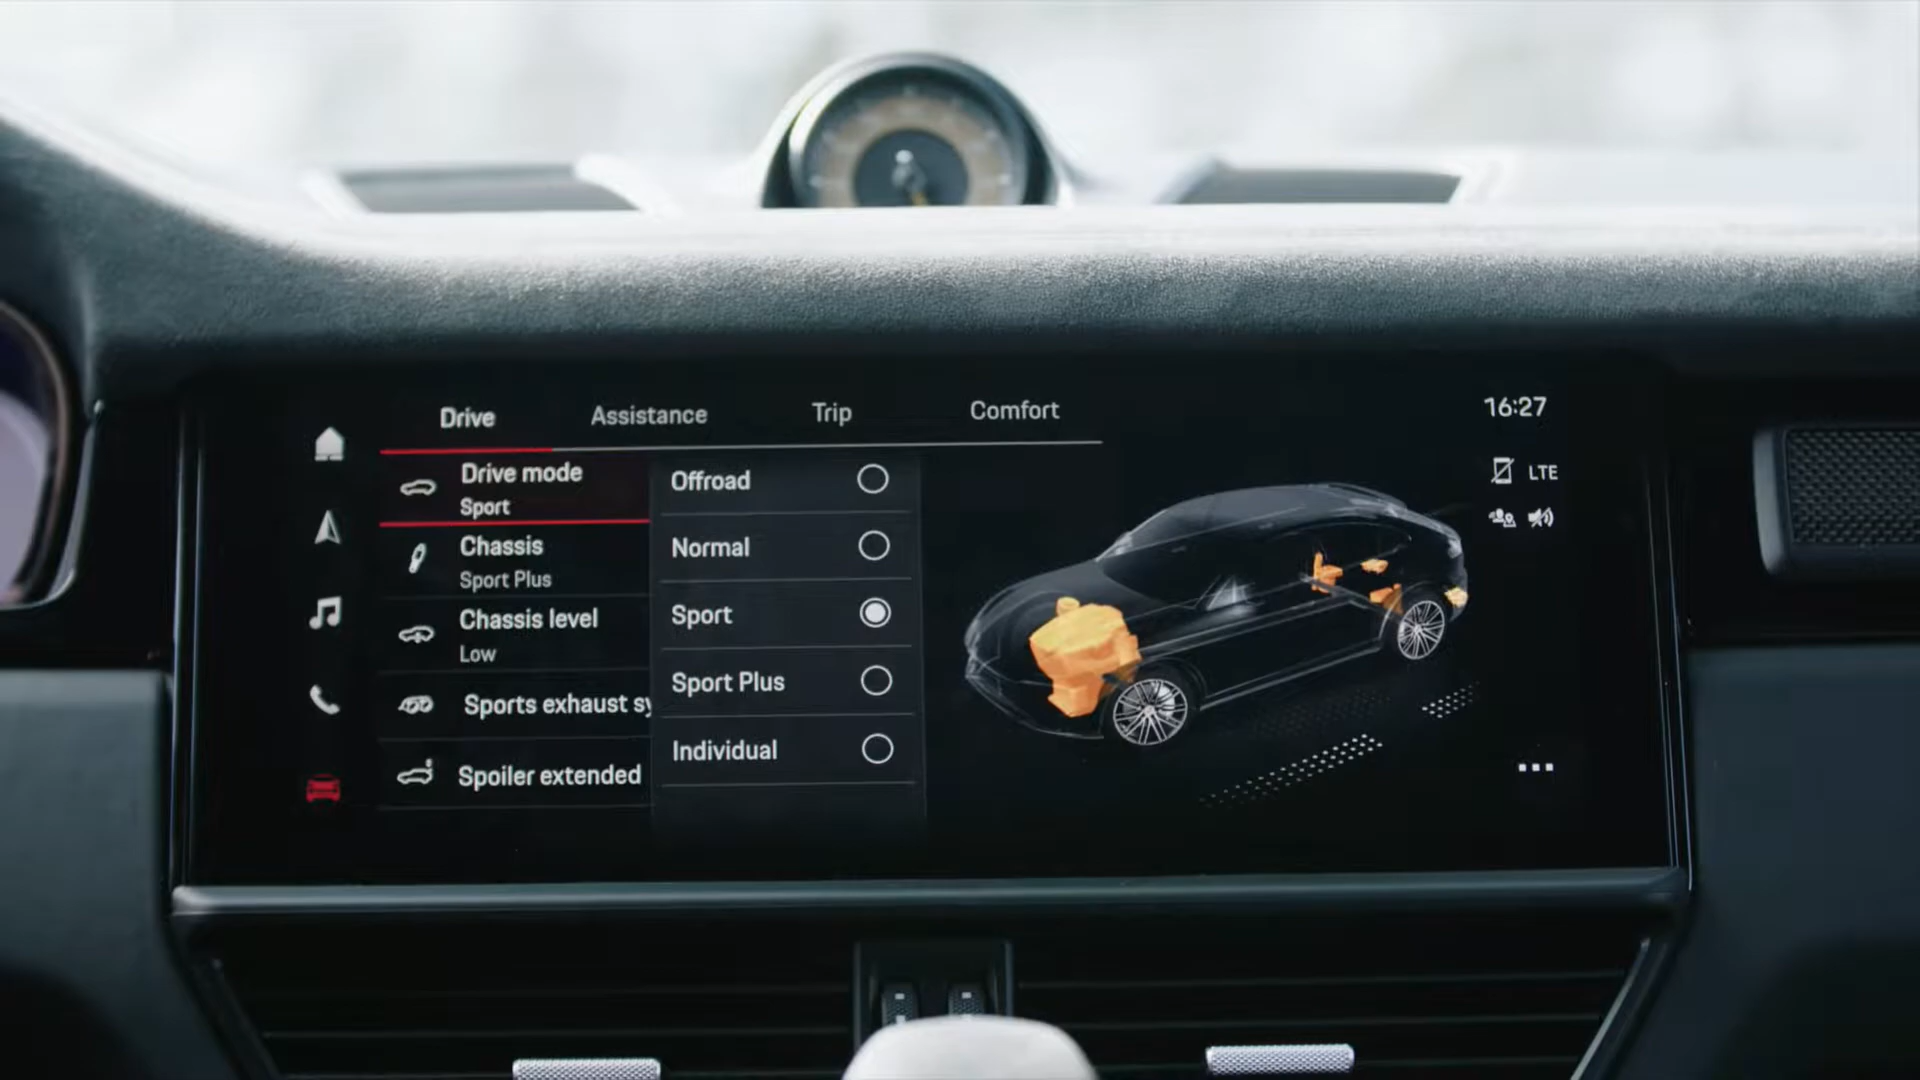 Drive Assistance Trip Comfort
16:27
LTE
Drive mode
Sport
Chassis
Sport Plus
Chassis level
Low
Sports exhaust sy
Spoiler extended
Offroad
Normal
Sport
Sport Plus
Individual